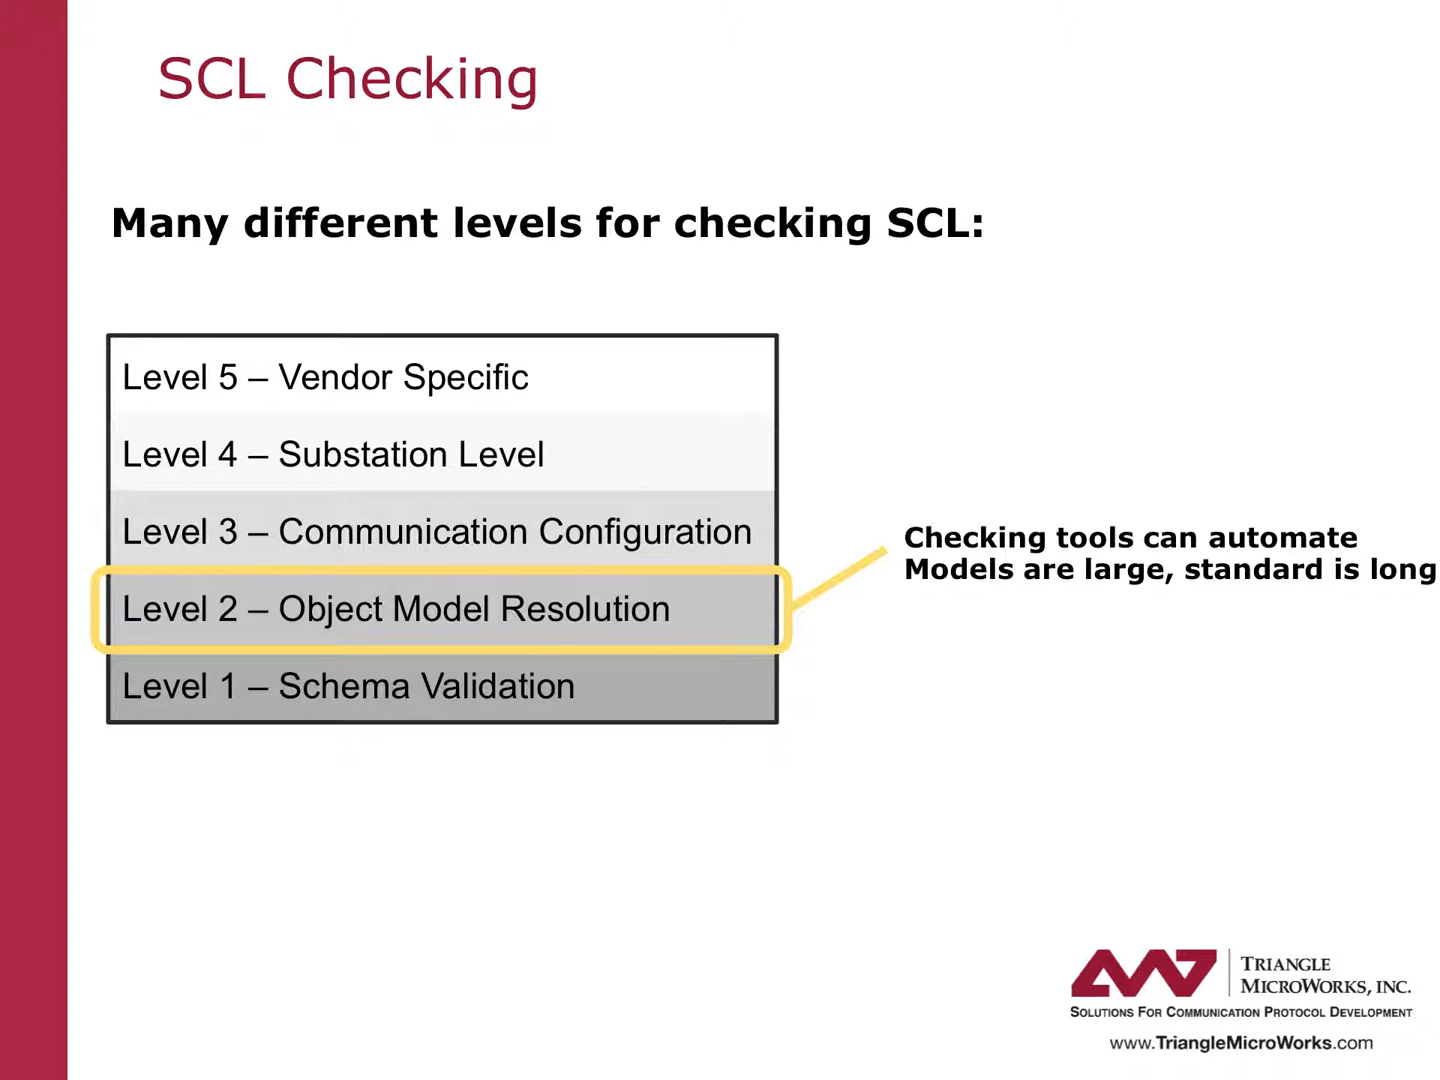 SCL Checking
Many different levels for checking SCL:
Level 5 – Vendor Specific
Level 4 – Substation Level
Level 3 – Communication Configuration
Level 2 – Object Model Resolution
Level 1 – Schema Validation
Checking tools can automate
Models are large, standard is long
TRIANGLE
MICROWORKS, INC.
SOLUTIONS FOR COMMUNICATION PROTOCOL DEVELOPMENT
www.TriangleMicroWorks.com